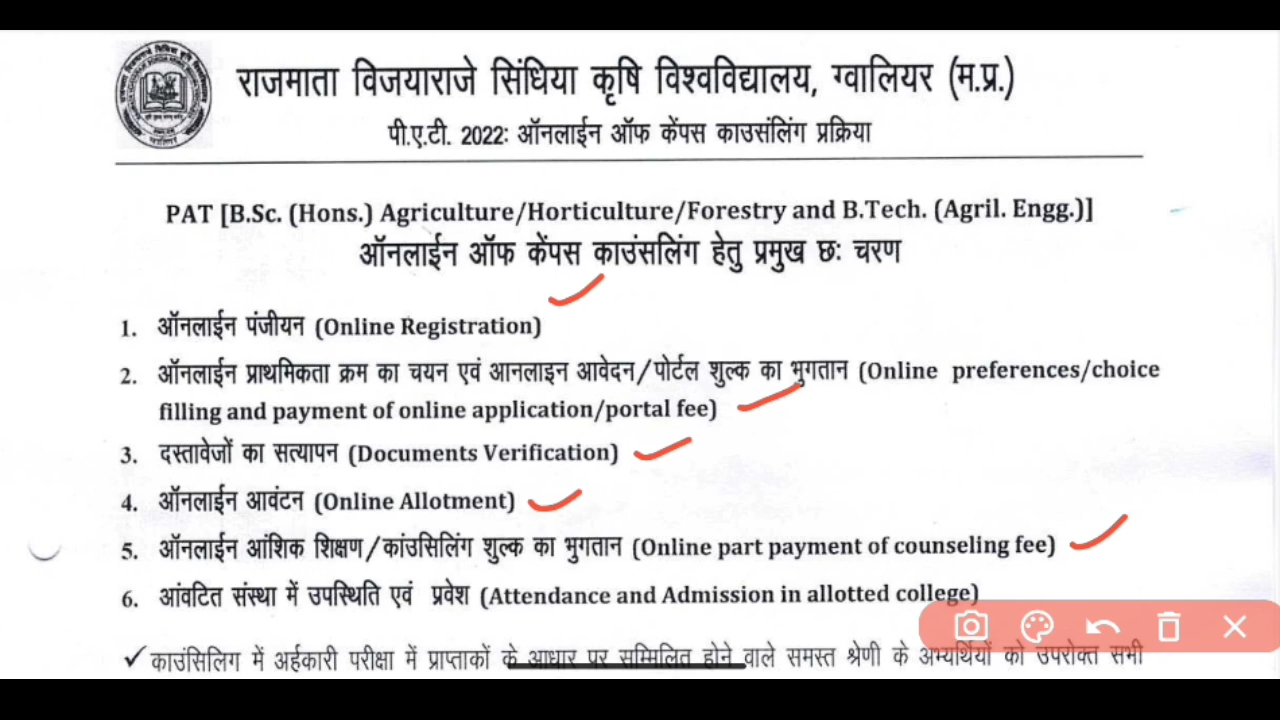 राजमाता विजयाराजे सिंधिया कृषि विश्वविद्यालय, ग्वालियर (म.प्र.)
पी.ए.टी. 2022: ऑनलाईन ऑफ केंपस काउसंलिंग प्रक्रिया
PAT [B.Sc. (Hons.) Agriculture/Horticulture/Forestry and B.Tech. (Agril. Engg.)]
ऑनलाईन ऑफ केंपस काउंसलिंग हेतु प्रमुख छः चरण
1. ऑनलाईन पंजीयन (Online Registration)
2. ऑनलाईन प्राथमिकता क्रम का चयन एवं आनलाइन आवेदन/पोर्टल शुल्क का भुगतान (Online preferences/choice
filling and payment of online application/portal fee)
3. दस्तावेजों का सत्यापन (Documents Verification)
4. ऑनलाईन आवंटन (Online Allotment)
5. ऑनलाईन आंशिक शिक्षण/कांउसिलिंग शुल्क का भुगतान (Online part payment of counseling fee)
6. आंवटित संस्था में उपस्थिति एवं प्रवेश (Attendance and Admission in allotted college)
✓ काउंसिलिग में अर्हकारी परीक्षा में प्राप्ताकों के आधार पर सम्मिलित होने वाले समस्त श्रेणी के अभ्यर्थियों को उपरोक्त सभी